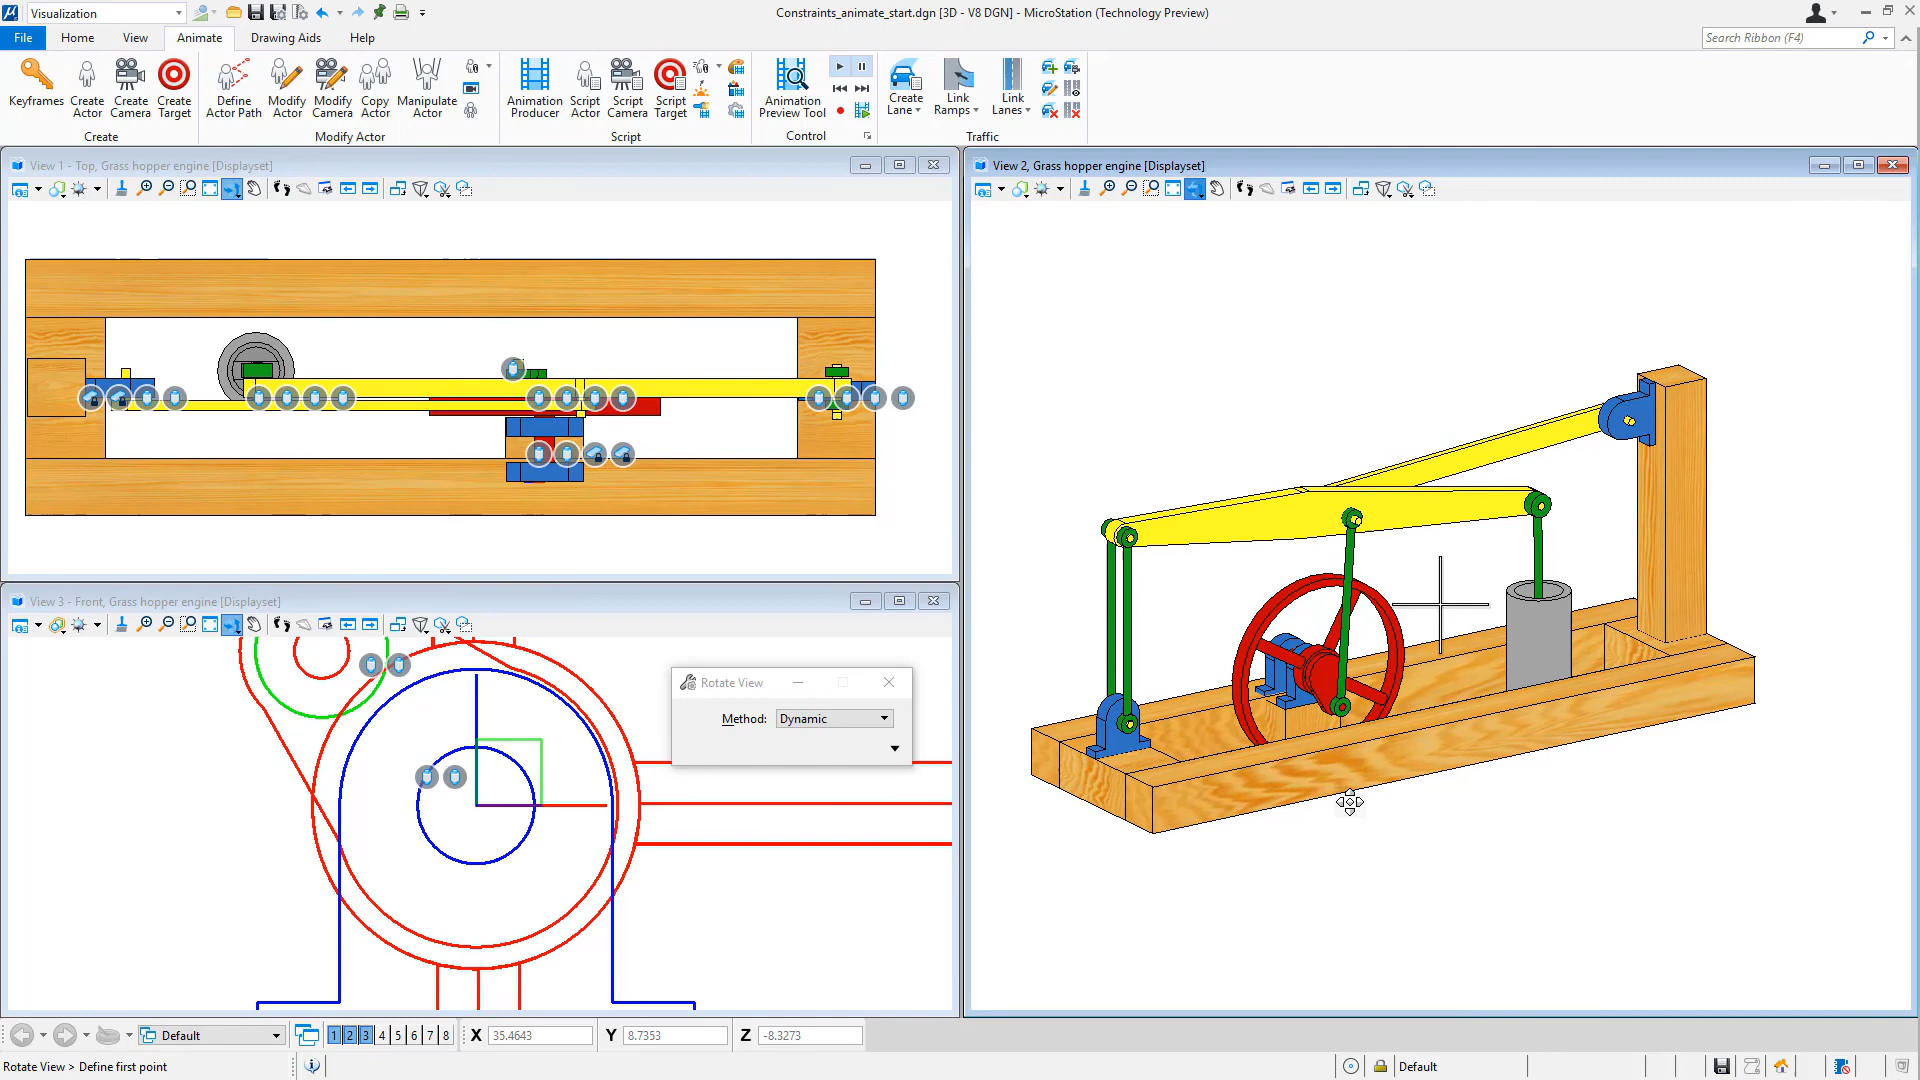 Visualization
Constraints_animate_start.dgn [3D - V8 DGN] - MicroStation (Technology Preview)
File Home View Animate Drawing Aids Help
Search Ribbon (F4)
Keyframes
Create Actor
Create Camera
Create Target
Define Actor Path
Modify Actor
Modify Camera
Copy Actor
Manipulate Actor
Animation Producer
Script Actor
Script Camera
Script Target
Animation Preview Tool
Create Lane
Link Ramps
Link Lanes
Create Modify Actor Script Control Traffic
View 1 - Top, Grass hopper engine [Displayset]
View 2, Grass hopper engine [Displayset]
View 3 - Front, Grass hopper engine [Displayset]
Rotate View
Method: Dynamic
Default 1 2 3 4 5 6 7 8 X 35.4643 Y 8.7353 Z -8.3273
Rotate View > Define first point
Default